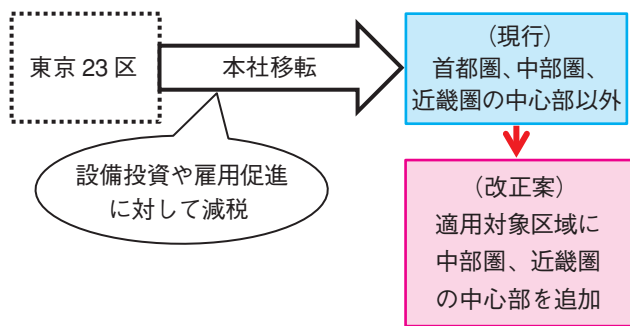 東京 23 区
本社移転
（現行）
首都圏、中部圏、
近畿圏の中心部以外
設備投資や雇用促進
に対して減税
（改正案）
適用対象区域に
中部圏、近畿圏
の中心部を追加